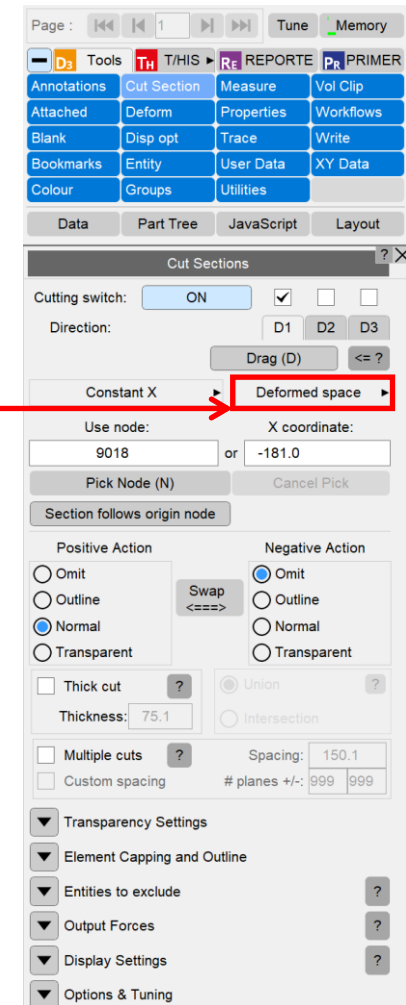 Page : 1 Tune Memory
D3 Tools TH T/HIS RE REPORTE PR PRIMER
Annotations Cut Section Measure Vol Clip
Attached Deform Properties Workflows
Blank Disp opt Trace Write
Bookmarks Entity User Data XY Data
Colour Groups Utilities
Data Part Tree JavaScript Layout
Cut Sections ? X
Cutting switch: ON
Direction: D1 D2 D3
Drag (D) <= ?
Constant X Deformed space
Use node: X coordinate:
9018 or -181.0
Pick Node (N) Cancel Pick
Section follows origin node
Positive Action Negative Action
Omit Omit
Outline Swap <===> Outline
Normal Normal
Transparent Transparent
Thick cut ? Union ?
Thickness: 75.1 Intersection
Multiple cuts ? Spacing: 150.1
Custom spacing # planes +/-: 999 999
Transparency Settings
Element Capping and Outline
Entities to exclude ?
Output Forces ?
Display Settings ?
Options & Tuning